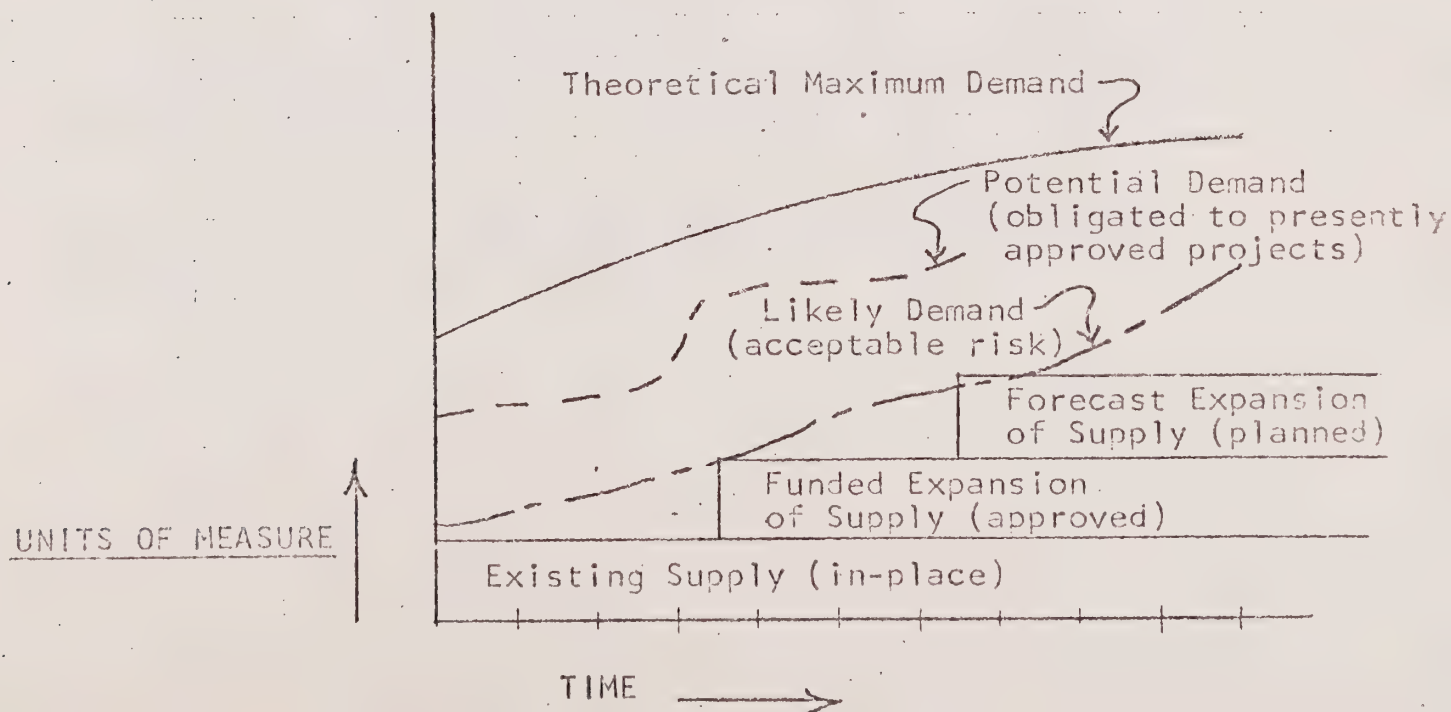 Theoretical Maximum Demand
Potential Demand
(obligated to presently
approved projects)
Likely Demand
(acceptable risk)
Forecast Expansion
of Supply (planned)
Funded Expansion
of Supply (approved)
UNITS OF MEASURE
Existing Supply (in-place)
TIME